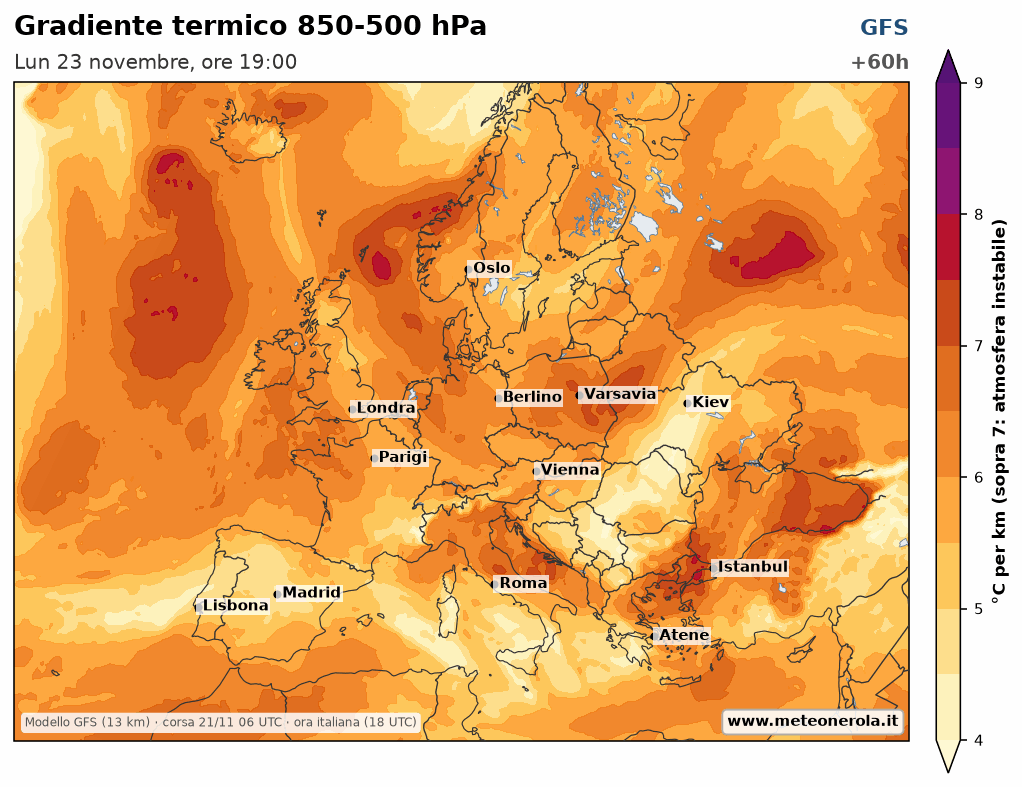 Gradiente termico 850-500 hPa
GFS
Lun 23 novembre, ore 19:00
+60h
Oslo
Berlino
Varsavia
Londra
Kiev
Parigi
Vienna
Istanbul
Roma
Madrid
Lisbona
Atene
Modello GFS (13 km) · corsa 21/11 06 UTC · ora italiana (18 UTC)
www.meteonerola.it
9
8
7
6
5
4
°C per km (sopra 7: atmosfera instabile)